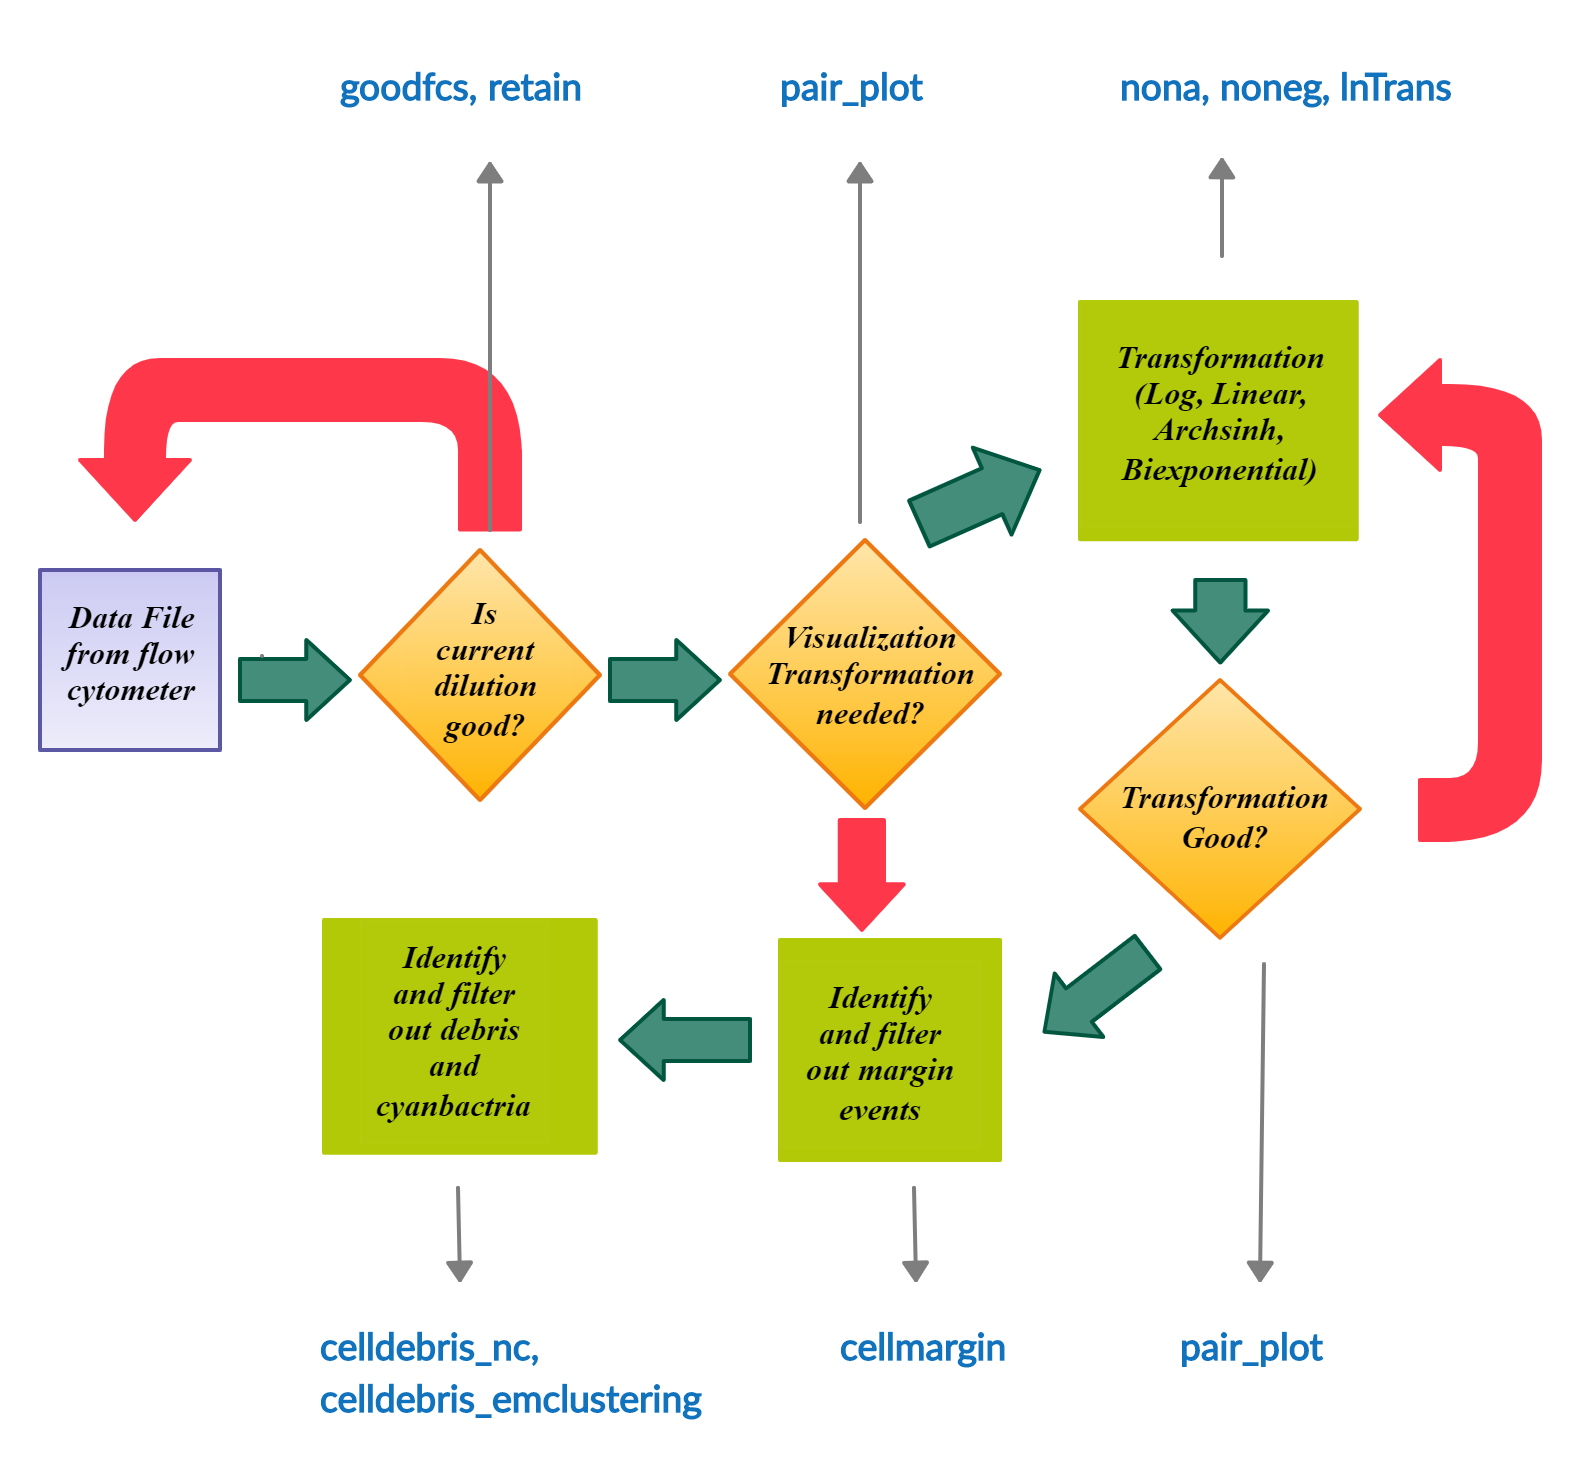 goodfcs, retain
pair_plot
nona, noneg, lnTrans
Transformation
(Log, Linear,
Archsinh,
Biexponential)
Data File
from flow
cytometer
Is
current
dilution
good?
Visualization
Transformation
needed?
Transformation
Good?
Identify
and filter
out debris
and
cyanbactria
Identify
and filter
out margin
events
celldebris_nc,
celldebris_emclustering
cellmargin
pair_plot